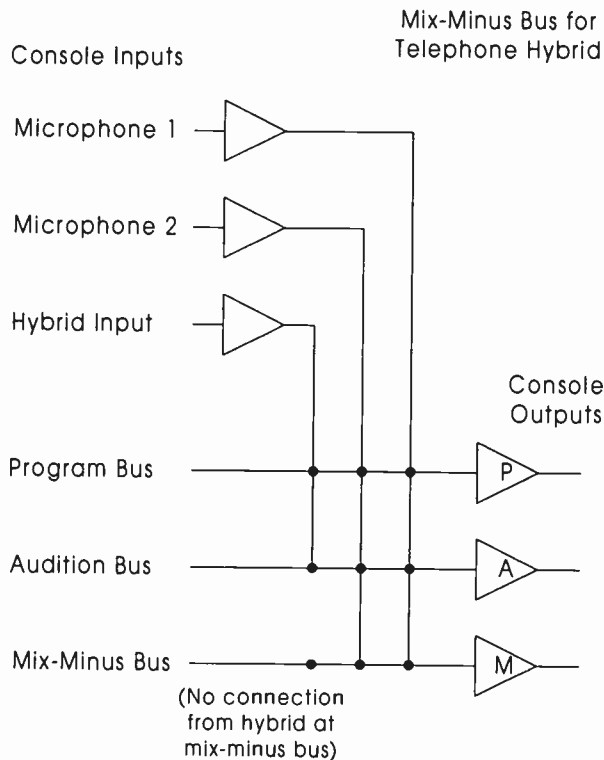 Mix-Minus Bus for
Telephone Hybrid
Console Inputs
Microphone 1
Microphone 2
Hybrid Input
Console
Outputs
Program Bus
P
Audition Bus
A
Mix-Minus Bus
M
(No connection
from hybrid at
mix-minus bus)